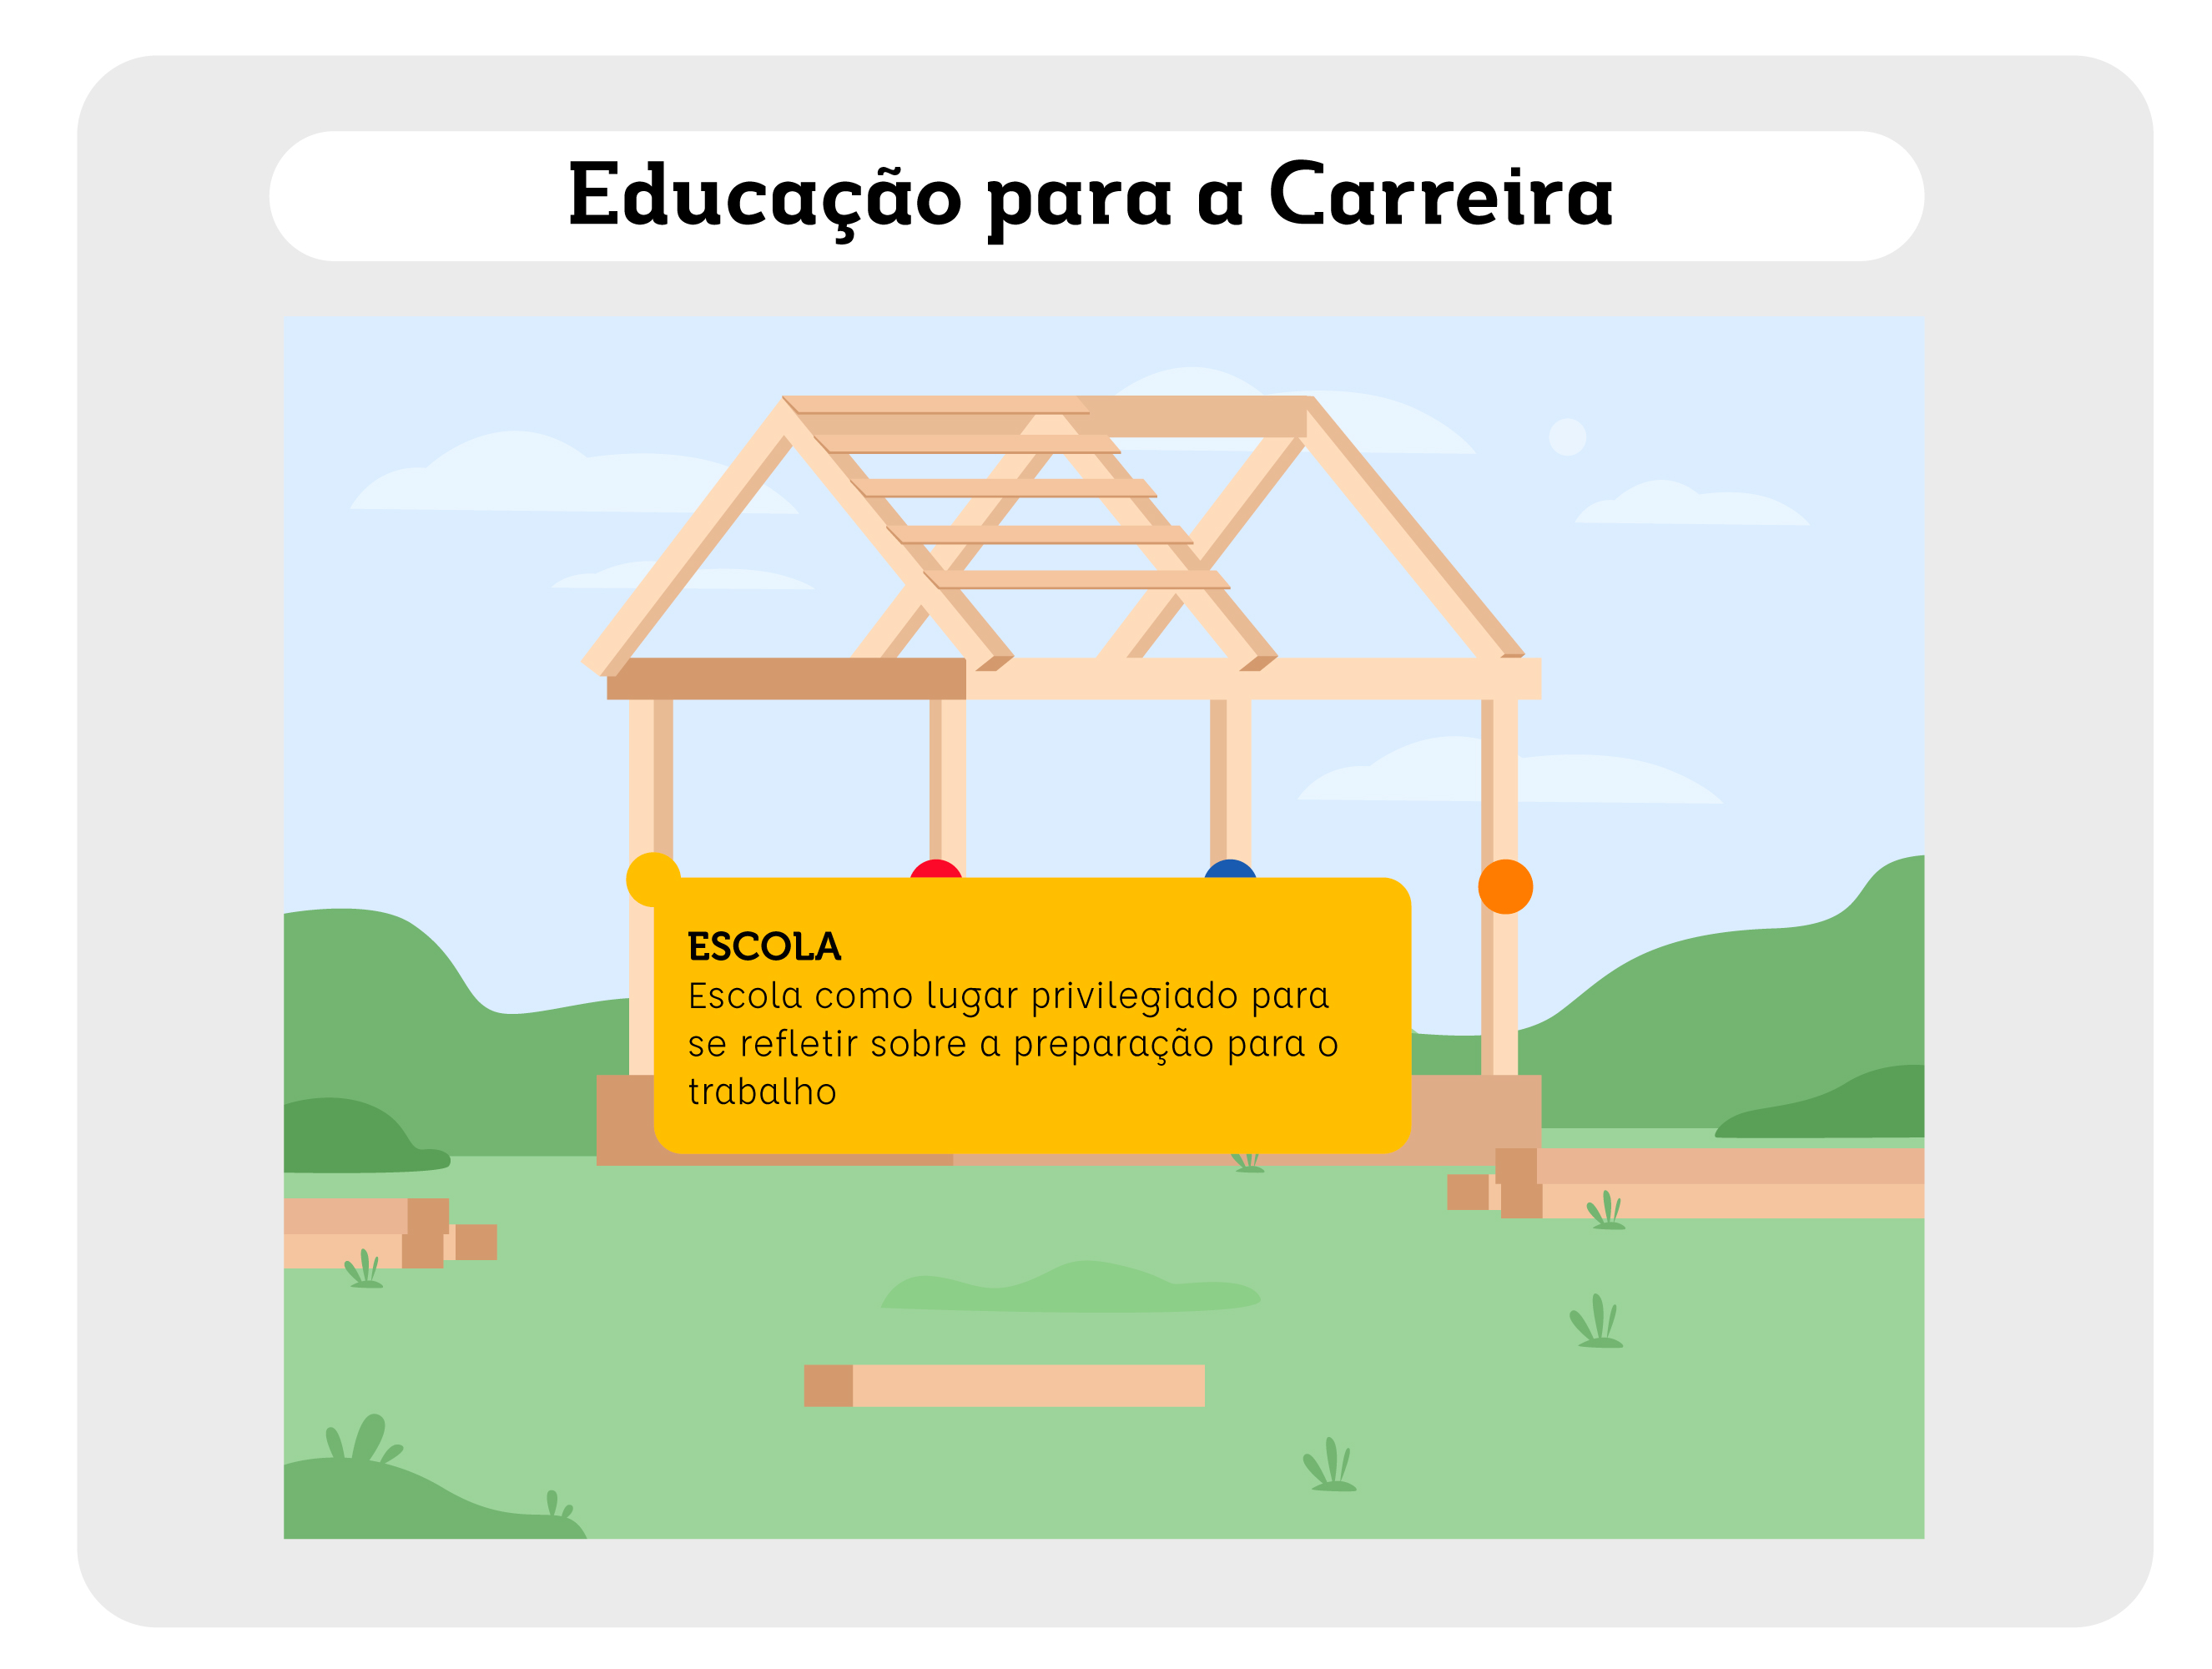 Educação para a Carreira
ESCOLA
Escola como lugar privilegiado para
se refletir sobre a preparação para o
trabalho